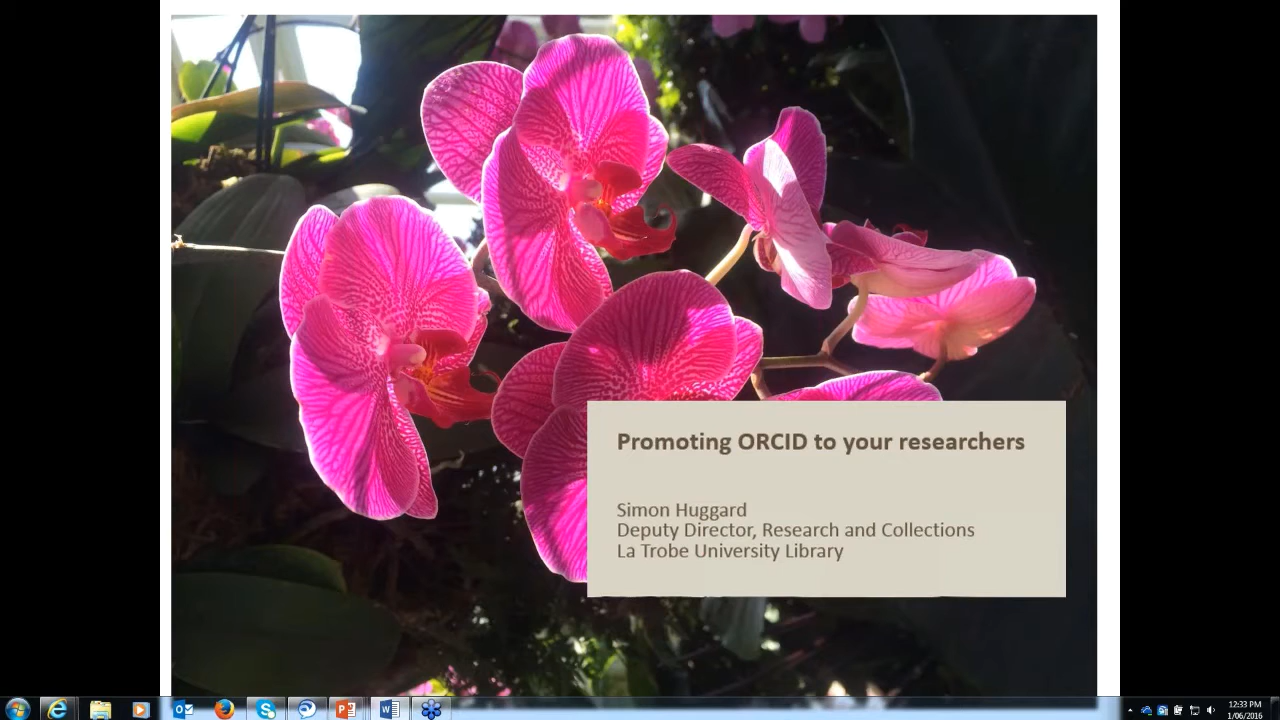 Promoting ORCID to your researchers
Simon Huggard
Deputy Director, Research and Collections
La Trobe University Library
12:33 PM
1/06/2016